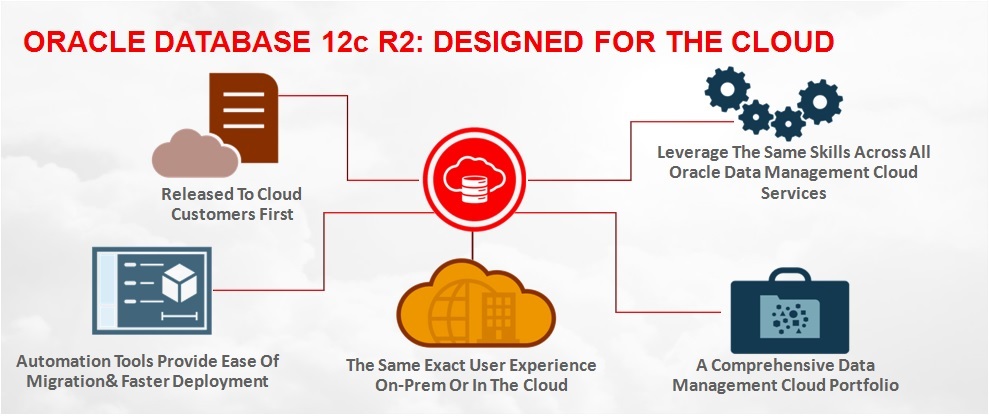 ORACLE DATABASE 12c R2: DESIGNED FOR THE CLOUD
Released To Cloud
Customers First
Leverage The Same Skills Across All
Oracle Data Management Cloud
Services
Automation Tools Provide Ease Of
Migration& Faster Deployment
The Same Exact User Experience
On-Prem Or In The Cloud
A Comprehensive Data
Management Cloud Portfolio